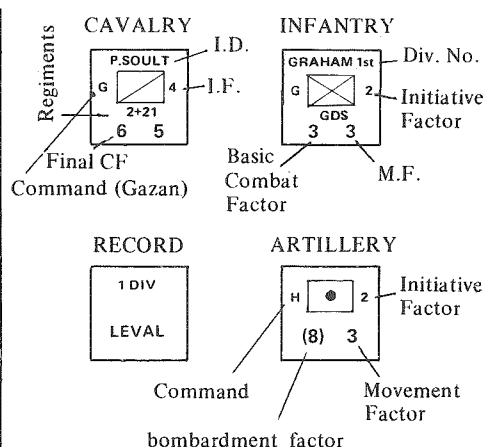 CAVALRY
P.SOULT
G
4
2+21
6 5
Regiments
I.D.
I.F.
Final CF
Command (Gazan)
INFANTRY
GRAHAM 1st
G
2
GDS
3 3
Div. No.
Initiative
Factor
Basic
Combat
Factor
M.F.
RECORD
1 DIV
LEVAL
ARTILLERY
H
2
(8) 3
Initiative
Factor
Command
Movement
Factor
bombardment factor